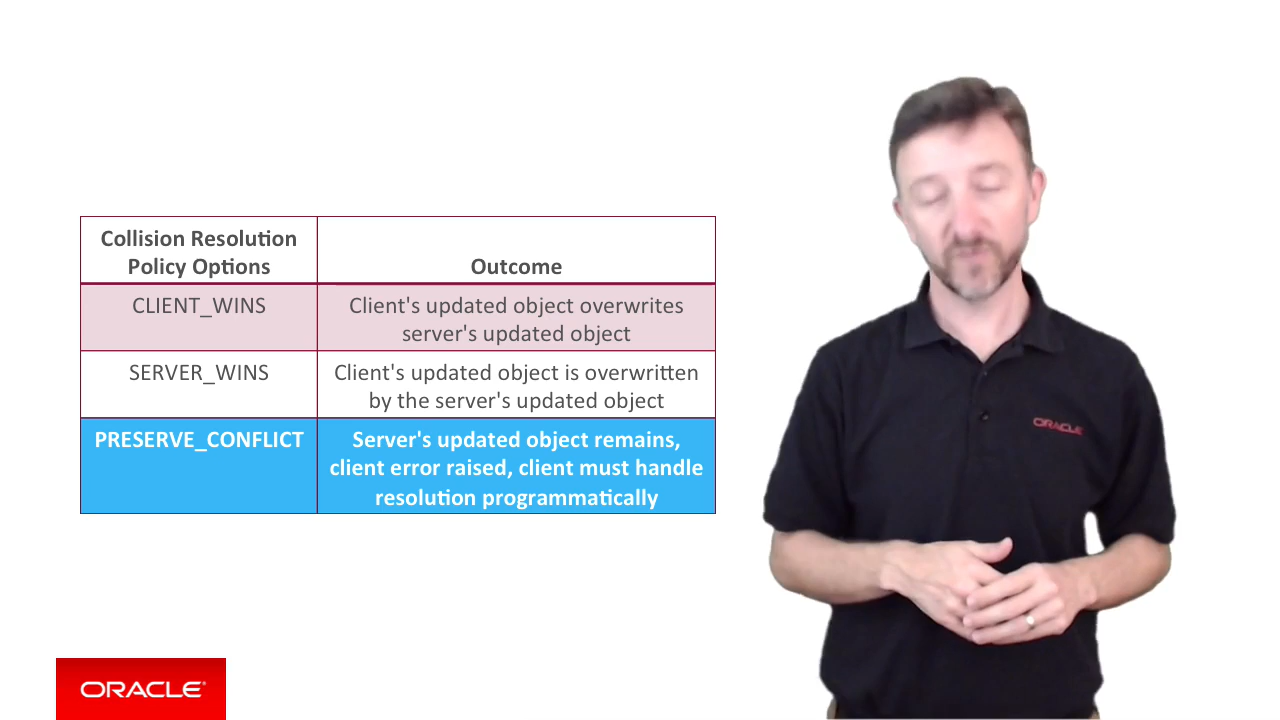 Collision Resolution
Policy Options
Outcome
CLIENT_WINS
Client's updated object overwrites
server's updated object
SERVER_WINS
Client's updated object is overwritten
by the server's updated object
PRESERVE_CONFLICT
Server's updated object remains,
client error raised, client must handle
resolution programmatically
ORACLE
ORACLE